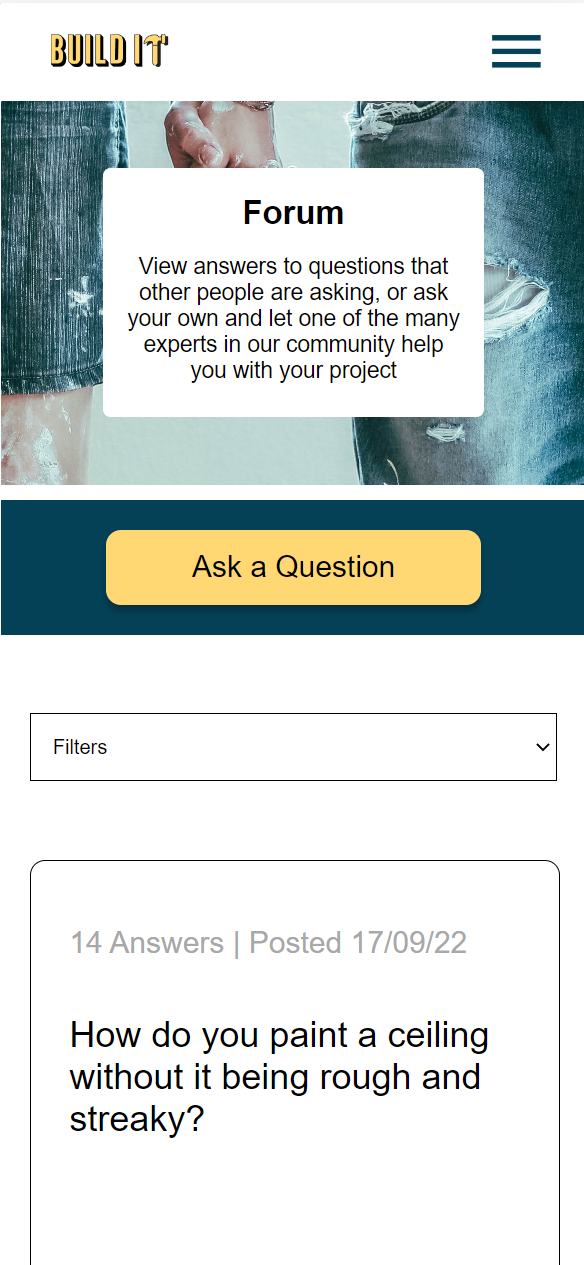 BUILD IT
Forum
View answers to questions that
other people are asking, or ask
your own and let one of the many
experts in our community help
you with your project
Ask a Question
Filters
14 Answers | Posted 17/09/22
How do you paint a ceiling
without it being rough and
streaky?